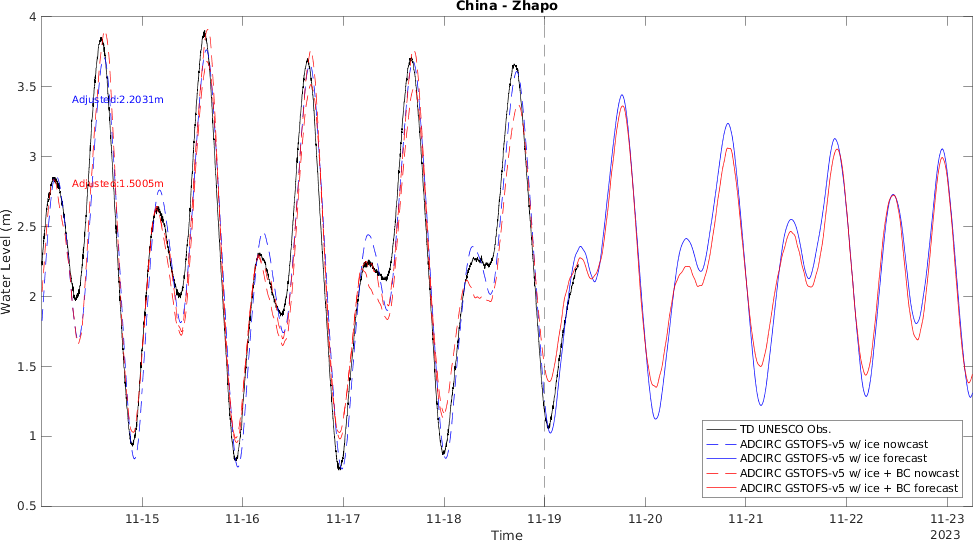 China - Zhapo
4
3.5
3
2.5
2
1.5
1
0.5
Water Level (m)
Adjusted:2.2031m
Adjusted:1.5005m
TD UNESCO Obs.
ADCIRC GSTOFS-v5 w/ ice nowcast
ADCIRC GSTOFS-v5 w/ ice forecast
ADCIRC GSTOFS-v5 w/ ice + BC nowcast
ADCIRC GSTOFS-v5 w/ ice + BC forecast
11-15 11-16 11-17 11-18 11-19 11-20 11-21 11-22 11-23
2023
Time